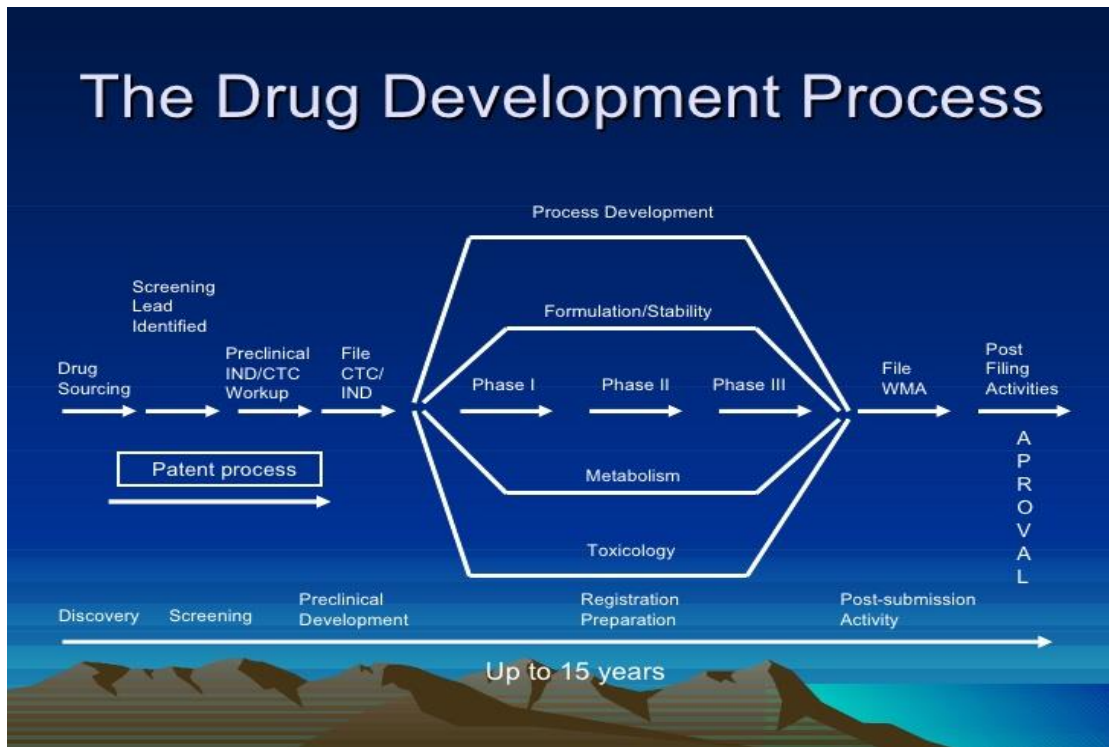 The Drug Development Process
Process Development
Screening
Lead
Identified
Formulation/Stability
Drug
Sourcing
Preclinical
IND/CTC
Workup
File
CTC/
IND
Phase I
Phase II
Phase III
File
WMA
Post
Filing
Activities
Patent process
Metabolism
Toxicology
A
P
R
O
V
A
L
Discovery
Screening
Preclinical
Development
Registration
Preparation
Post-submission
Activity
Up to 15 years